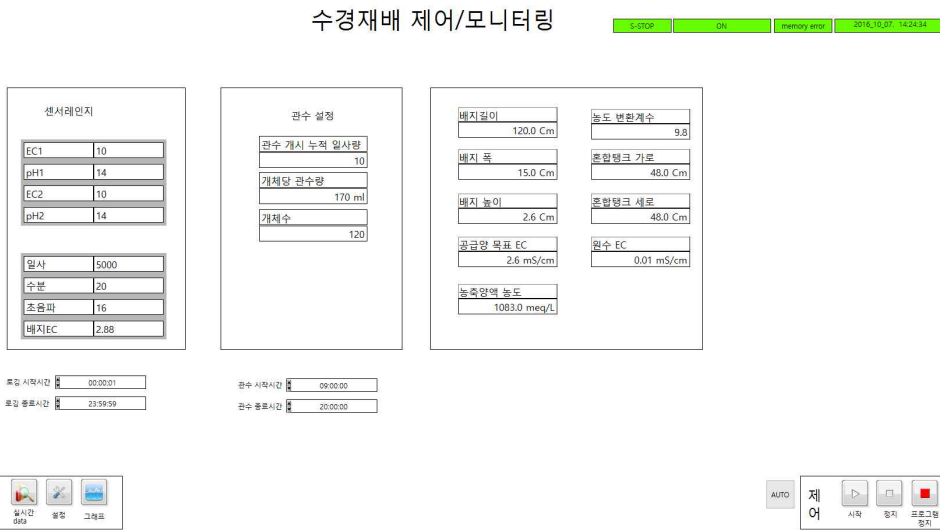 수경재배 제어/모니터링
S-STOP
ON
memory error
2016_10_07. 14:24:34
센서레인지
EC1 10
pH1 14
EC2 10
pH2 14
일사 5000
수분 20
초음파 16
배지EC 2.88
로깅 시작시간 00:00:01
로깅 종료시간 23:59:59
관수 설정
관수 개시 누적 일사량
10
개체당 관수량
170 ml
개체수
120
관수 시작시간 09:00:00
관수 종료시간 20:00:00
배지길이
120.0 Cm
배지 폭
15.0 Cm
배지 높이
2.6 Cm
공급양 목표 EC
2.6 mS/cm
농축양액 농도
1083.0 meq/L
농도 변환계수
9.8
혼합탱크 가로
48.0 Cm
혼합탱크 세로
48.0 Cm
원수 EC
0.01 mS/cm
실시간
data
설정
그래프
AUTO
제
어
시작
정지
프로그램
정지